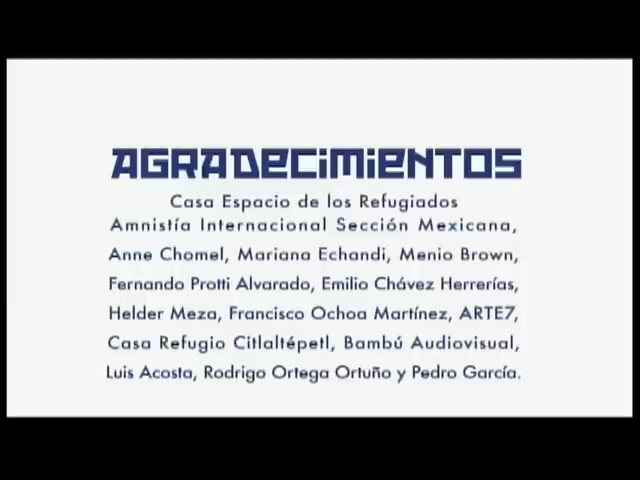 AGRADECIMIENTOS
Casa Espacio de los Refugiados
Amnistía Internacional Sección Mexicana,
Anne Chomel, Mariana Echandi, Menio Brown,
Fernando Protti Alvarado, Emilio Chávez Herrerías,
Helder Meza, Francisco Ochoa Martínez, ARTE7,
Casa Refugio Citlaltépetl, Bambú Audiovisual,
Luis Acosta, Rodrigo Ortega Ortuño y Pedro García.